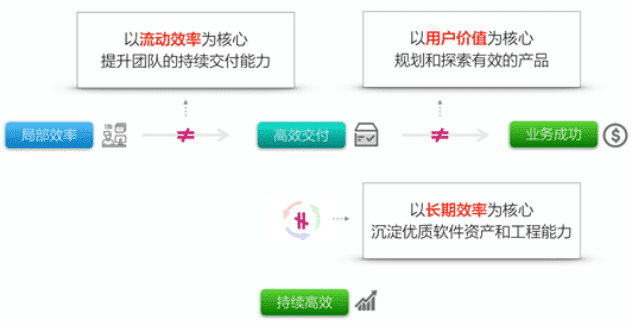 以流动效率为核心
提升团队的持续交付能力
以用户价值为核心
规划和探索有效的产品
局部效率
≠
高效交付
≠
业务成功
$
≠
以长期效率为核心
沉淀优质软件资产和工程能力
持续高效